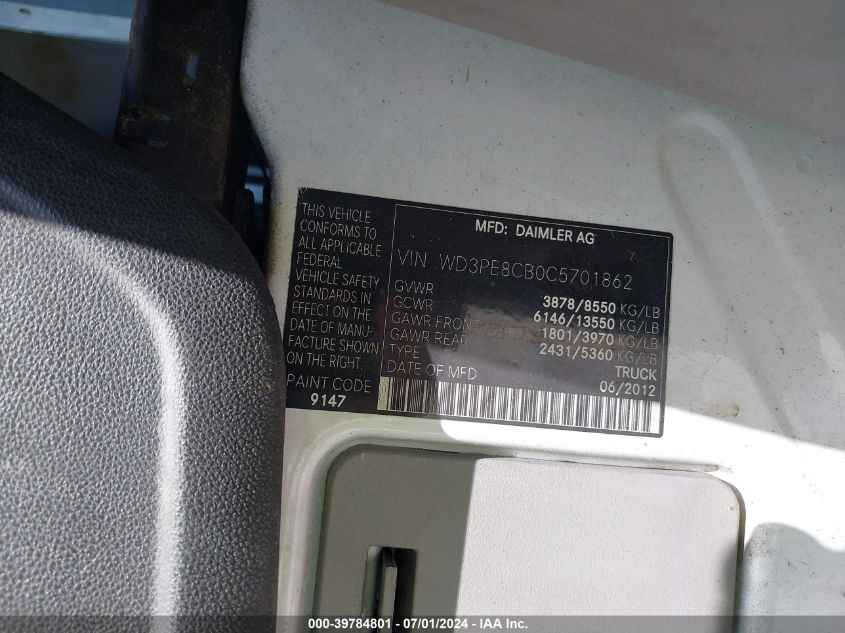 THIS VEHICLE
CONFORMS TO
ALL APPLICABLE
FEDERAL
VEHICLE SAFETY
STANDARDS IN
EFFECT ON THE
DATE OF MANU-
FACTURE SHOWN
ON THE RIGHT.
PAINT CODE
9147
MFD: DAIMLER AG
VIN WD3PE8CB0C5701862
GVWR 3878/8550 KG/LB
GCWR 6146/13550 KG/LB
GAWR FRONT 1801/3970 KG/LB
GAWR REAR 2431/5360 KG/LB
TYPE TRUCK
DATE OF MFD 06/2012
000-39784801 - 07/01/2024 - IAA Inc.